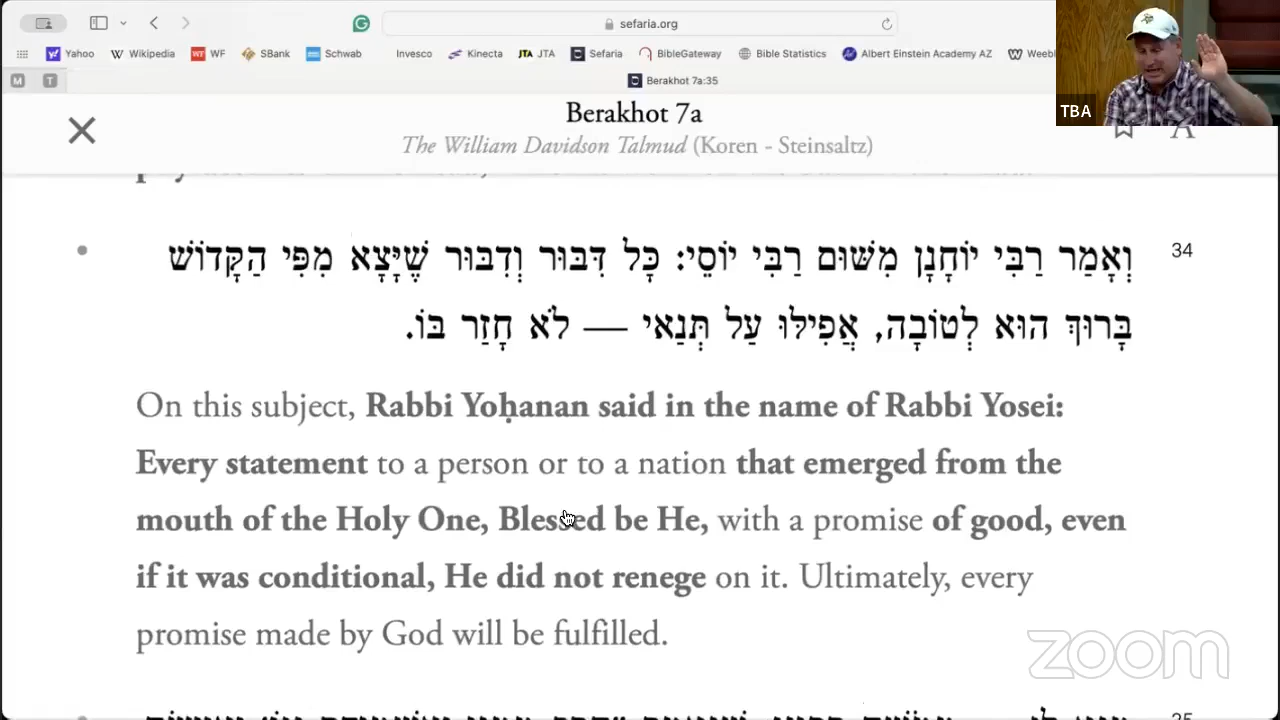 sefaria.org
Yahoo Wikipedia WF SBank Schwab Invesco Kinecta JTA JTA Sefaria BibleGateway Bible Statistics Albert Einstein Academy AZ
M T Berakhot 7a:35
TBA
Berakhot 7a
The William Davidson Talmud (Koren - Steinsaltz)
A
34
וְאָמַר רַבִּי יוֹחָנָן מִשּׁוּם רַבִּי יוֹסֵי: כׇּל דִּבּוּר וְדִבּוּר שֶׁיָּצָא מִפִּי הַקָּדוֹשׁ
בָּרוּךְ הוּא לְטוֹבָה, אֲפִילּוּ עַל תְּנַאי — לֹא חָזַר בּוֹ.
On this subject, Rabbi Yoḥanan said in the name of Rabbi Yosei:
Every statement to a person or to a nation that emerged from the
mouth of the Holy One, Blessed be He, with a promise of good, even
if it was conditional, He did not renege on it. Ultimately, every
promise made by God will be fulfilled.
zoom